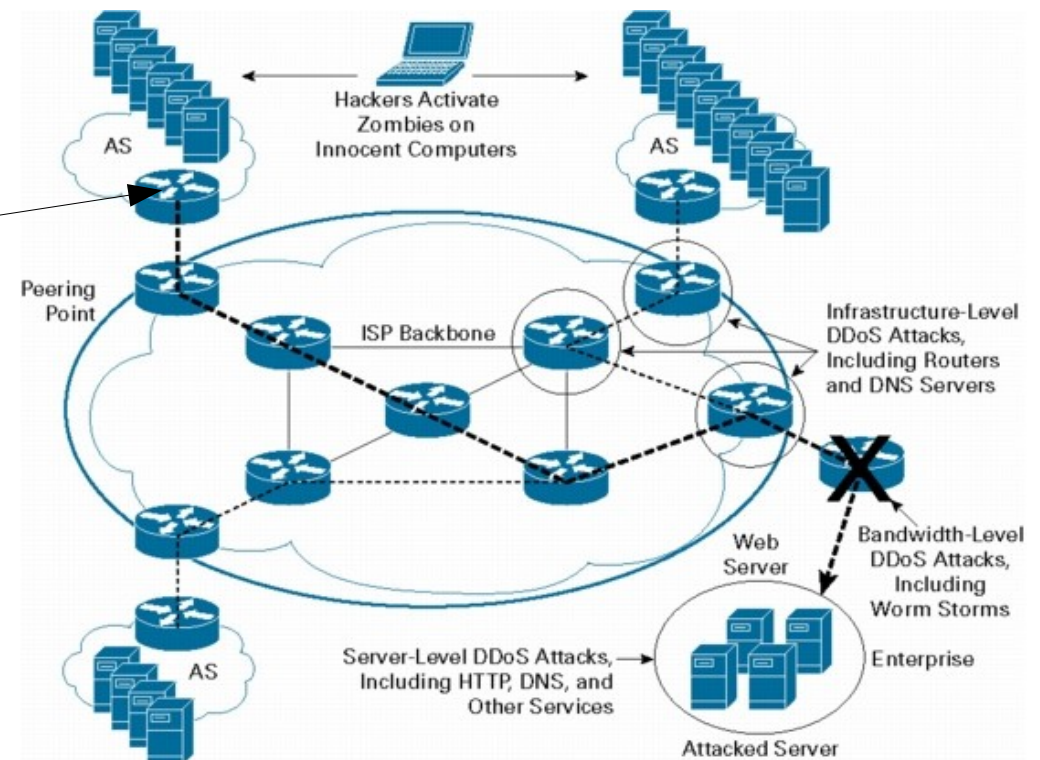 Hackers Activate
Zombies on
Innocent Computers
AS
AS
Peering
Point
ISP Backbone
Infrastructure-Level
DDoS Attacks,
Including Routers
and DNS Servers
Bandwidth-Level
DDoS Attacks,
Including
Worm Storms
Web
Server
AS
Server-Level DDoS Attacks,
Including HTTP, DNS, and
Other Services
Enterprise
Attacked Server